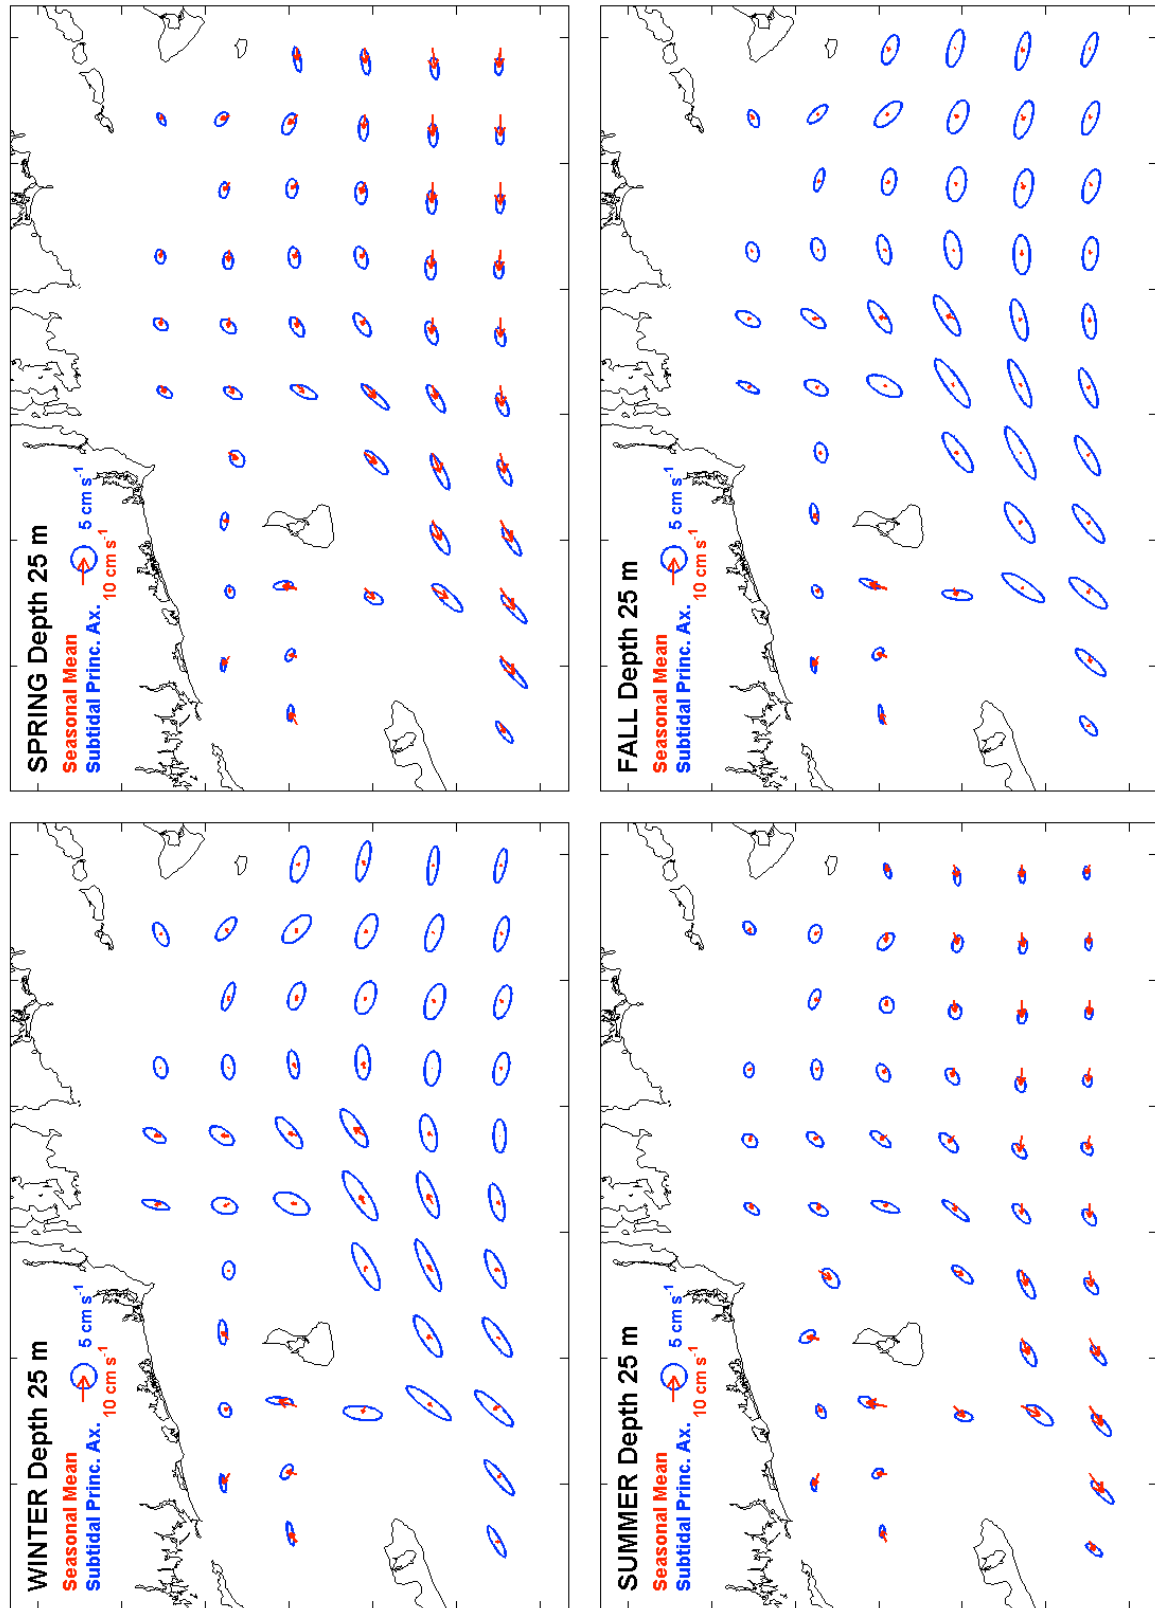 SPRING Depth 25 m
Seasonal Mean
Subtidal Princ. Ax.
5 cm s⁻¹
10 cm s⁻¹
FALL Depth 25 m
Seasonal Mean
Subtidal Princ. Ax.
5 cm s⁻¹
10 cm s⁻¹
WINTER Depth 25 m
Seasonal Mean
Subtidal Princ. Ax.
5 cm s⁻¹
10 cm s⁻¹
SUMMER Depth 25 m
Seasonal Mean
Subtidal Princ. Ax.
5 cm s⁻¹
10 cm s⁻¹